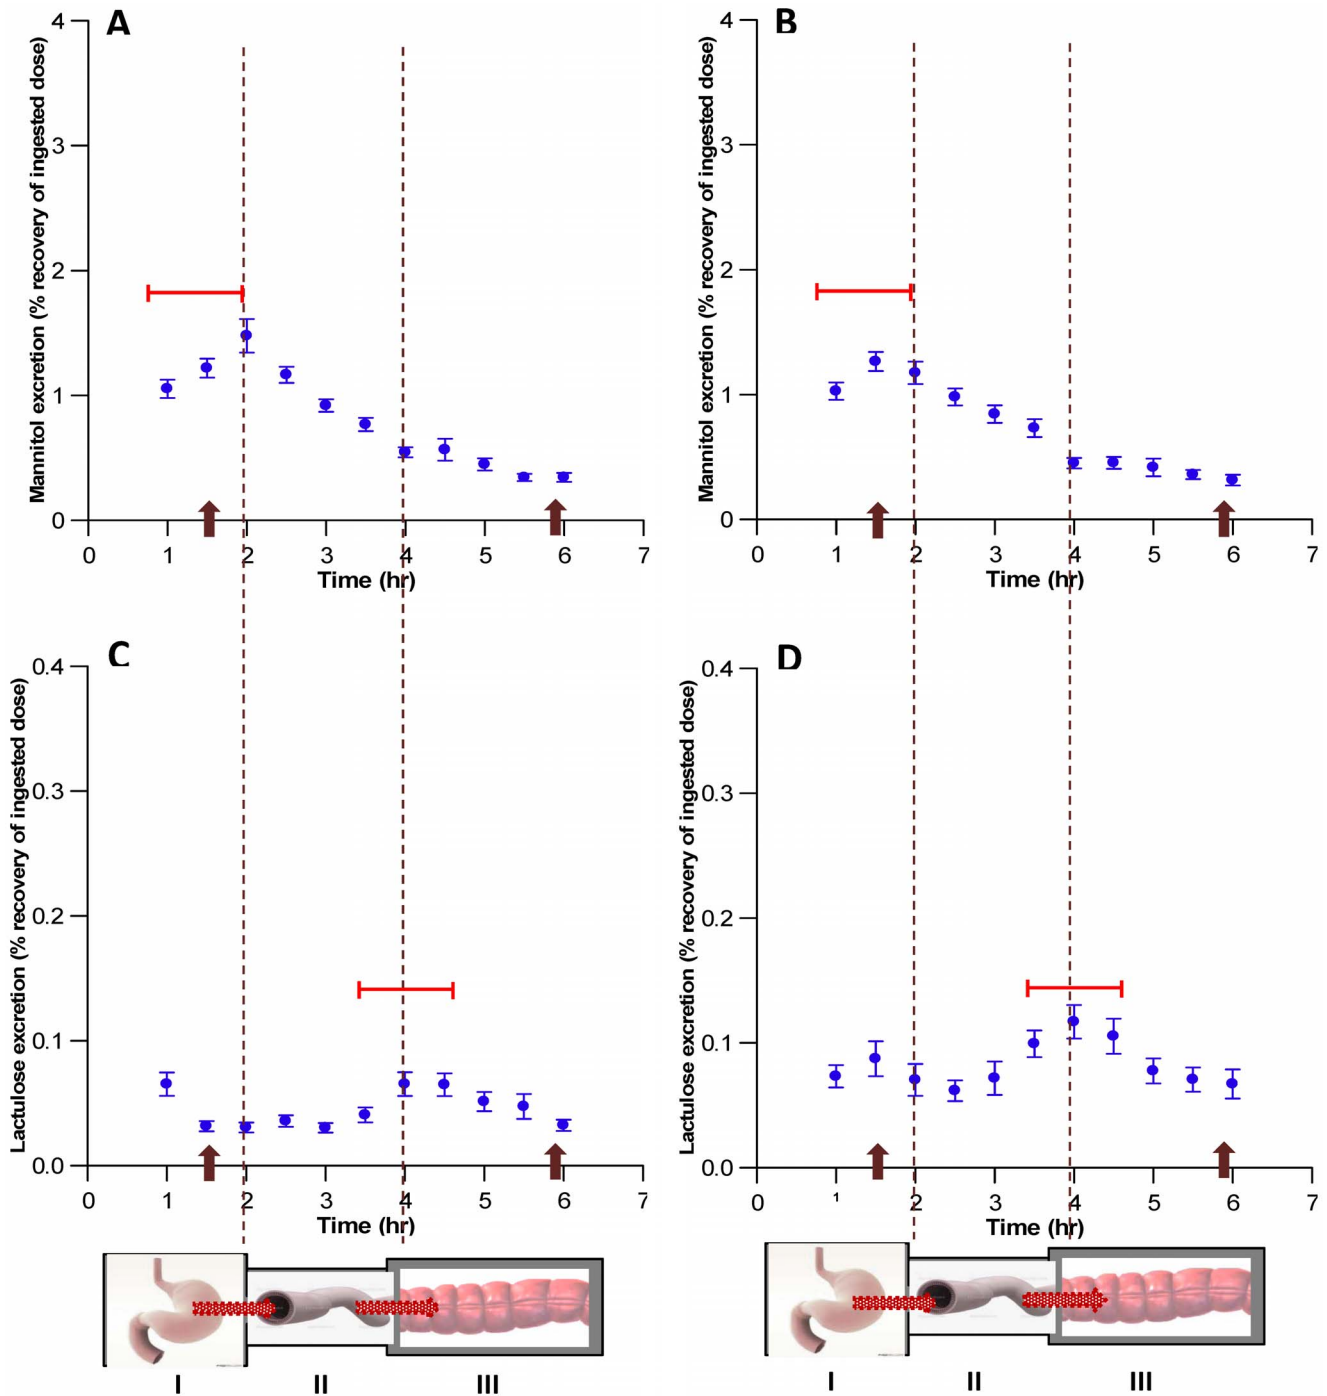 A
Mannitol excretion (% recovery of ingested dose)
4
3
2
1
0
0 1 2 3 4 5 6 7
Time (hr)
B
Mannitol excretion (% recovery of ingested dose)
4
3
2
1
0
0 1 2 3 4 5 6 7
Time (hr)
C
Lactulose excretion (% recovery of ingested dose)
0.4
0.3
0.2
0.1
0.0
0 1 2 3 4 5 6 7
Time (hr)
D
Lactulose excretion (% recovery of ingested dose)
0.4
0.3
0.2
0.1
0.0
0 1 2 3 4 5 6 7
Time (hr)
I II III
I II III